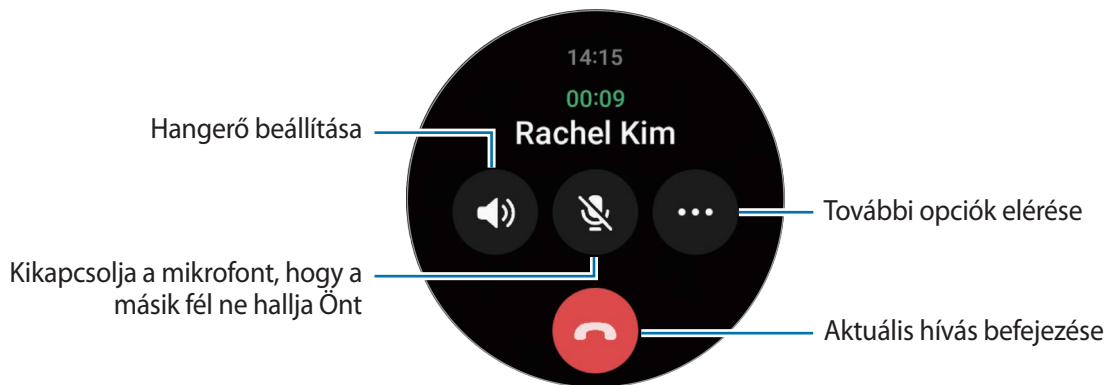 14:15
00:09
Rachel Kim
Hangerő beállítása
További opciók elérése
Kikapcsolja a mikrofont, hogy a
másik fél ne hallja Önt
Aktuális hívás befejezése